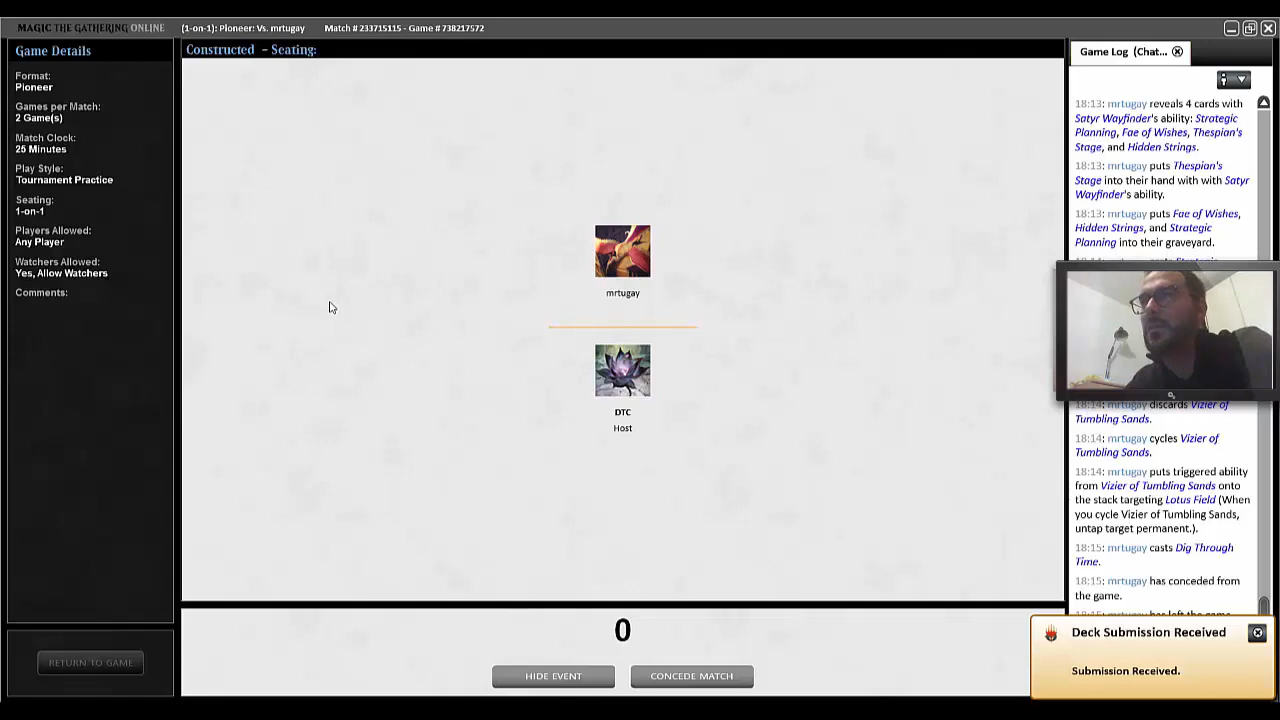 MAGIC THE GATHERING ONLINE
(1-on-1): Pioneer: Vs. mrtugay
Match # 233715115 - Game # 738217572
Game Details
Format:
Pioneer
Games per Match:
2 Game(s)
Match Clock:
25 Minutes
Play Style:
Tournament Practice
Seating:
1-on-1
Players Allowed:
Any Player
Watchers Allowed:
Yes, Allow Watchers
Comments:
RETURN TO GAME
Constructed – Seating:
mrtugay
DTC
Host
0
HIDE EVENT
CONCEDE MATCH
Game Log (Chat...
18:13: mrtugay reveals 4 cards with
Satyr Wayfinder's ability: Strategic
Planning, Fae of Wishes, Thespian's
Stage, and Hidden Strings.
18:13: mrtugay puts Thespian's
Stage into their hand with with Satyr
Wayfinder's ability.
18:13: mrtugay puts Fae of Wishes,
Hidden Strings, and Strategic
Planning into their graveyard.
18:14: mrtugay discards Vizier of
Tumbling Sands.
18:14: mrtugay cycles Vizier of
Tumbling Sands.
18:14: mrtugay puts triggered ability
from Vizier of Tumbling Sands onto
the stack targeting Lotus Field (When
you cycle Vizier of Tumbling Sands,
untap target permanent.).
18:15: mrtugay casts Dig Through
Time.
18:15: mrtugay has conceded from
the game.
18:15: mrtugay has left the game
Deck Submission Received
Submission Received.